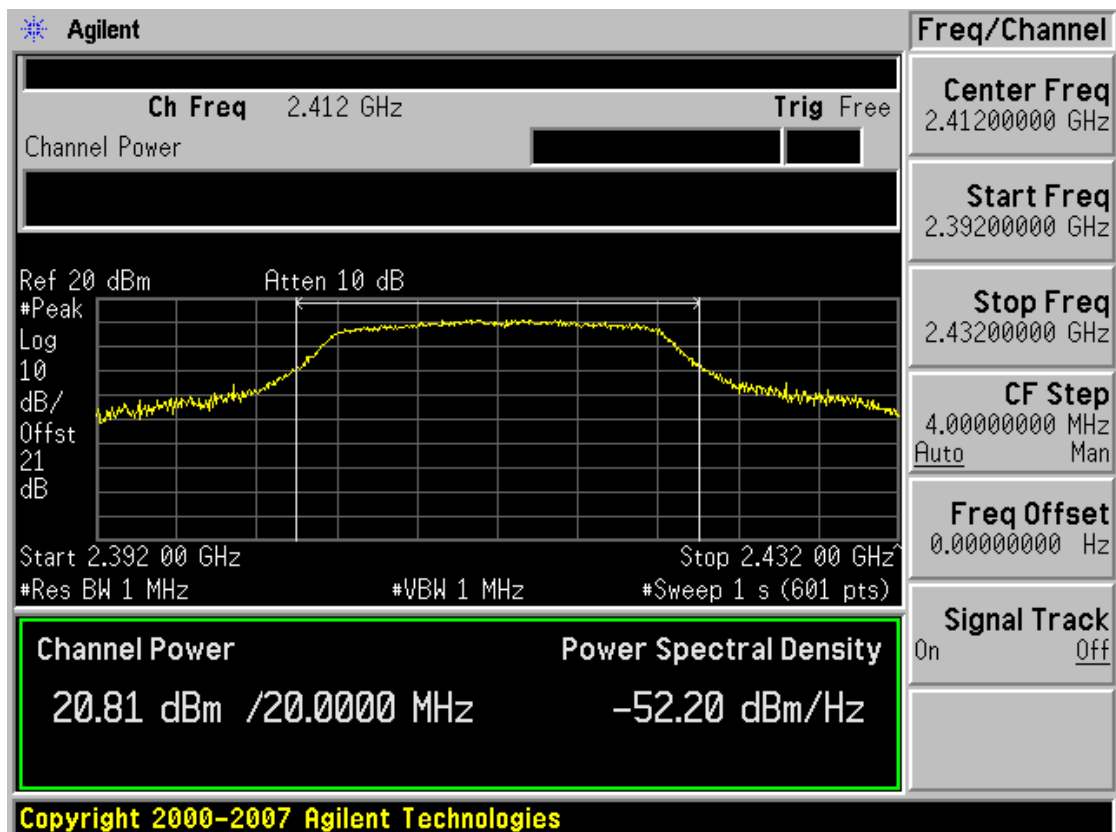 Agilent
Ch Freq 2.412 GHz Trig Free
Channel Power
Ref 20 dBm Atten 10 dB
#Peak
Log
10
dB/
Offst
21
dB
Start 2.392 00 GHz Stop 2.432 00 GHz^
#Res BW 1 MHz #VBW 1 MHz #Sweep 1 s (601 pts)
Channel Power Power Spectral Density
20.81 dBm /20.0000 MHz -52.20 dBm/Hz
Copyright 2000-2007 Agilent Technologies
Freq/Channel
Center Freq
2.41200000 GHz
Start Freq
2.39200000 GHz
Stop Freq
2.43200000 GHz
CF Step
4.00000000 MHz
Auto Man
Freq Offset
0.00000000 Hz
Signal Track
On Off